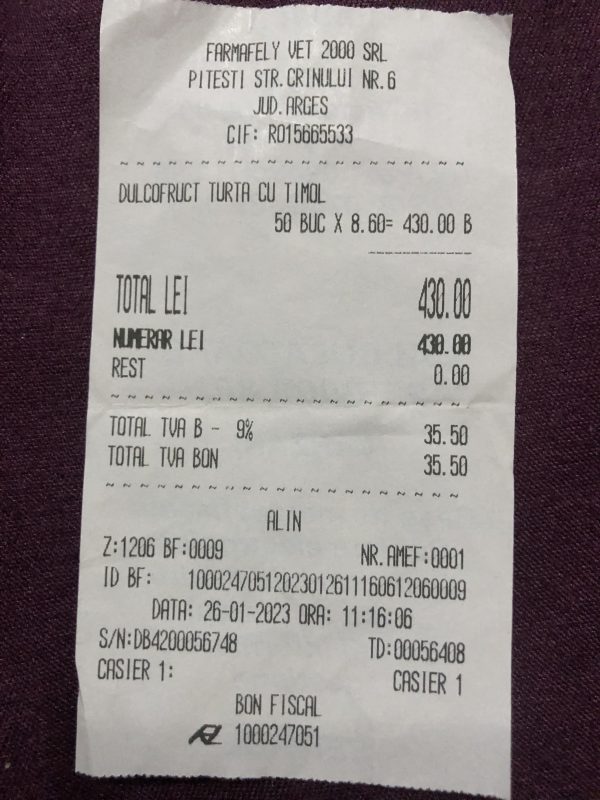 FARMAFELY VET 2000 SRL
PITESTI STR.CRINULUI NR.6
JUD.ARGES
CIF: RO15665533
~ ~ ~ ~ ~ ~ ~ ~ ~ ~ ~ ~ ~ ~ ~ ~ ~ ~ ~ ~ ~ ~ ~ ~
DULCOFRUCT TURTA CU TIMOL
50 BUC X 8.60= 430.00 B
TOTAL LEI 430.00
NUMERAR LEI 430.00
REST 0.00
~ ~ ~ ~ ~ ~ ~ ~ ~ ~ ~ ~ ~ ~ ~ ~ ~ ~ ~ ~ ~ ~ ~ ~
TOTAL TVA B - 9% 35.50
TOTAL TVA BON 35.50
~ ~ ~ ~ ~ ~ ~ ~ ~ ~ ~ ~ ~ ~ ~ ~ ~ ~ ~ ~ ~ ~ ~ ~
ALIN
Z:1206 BF:0009 NR.AMEF:0001
ID BF: 1000247051202301261116061206​0009
DATA: 26-01-2023 ORA: 11:16:06
S/N:DB4200056748 TD:00056408
CASIER 1: CASIER 1
BON FISCAL
1000247051